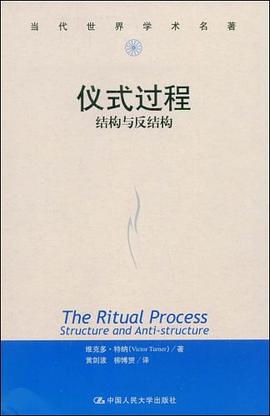 当代世界学术名著
仪式过程
结构与反结构
The Ritual Process
Structure and Anti-structure
维克多·特纳(Victor Turner) 著
黄剑波 柳博赟 译
中国人民大学出版社